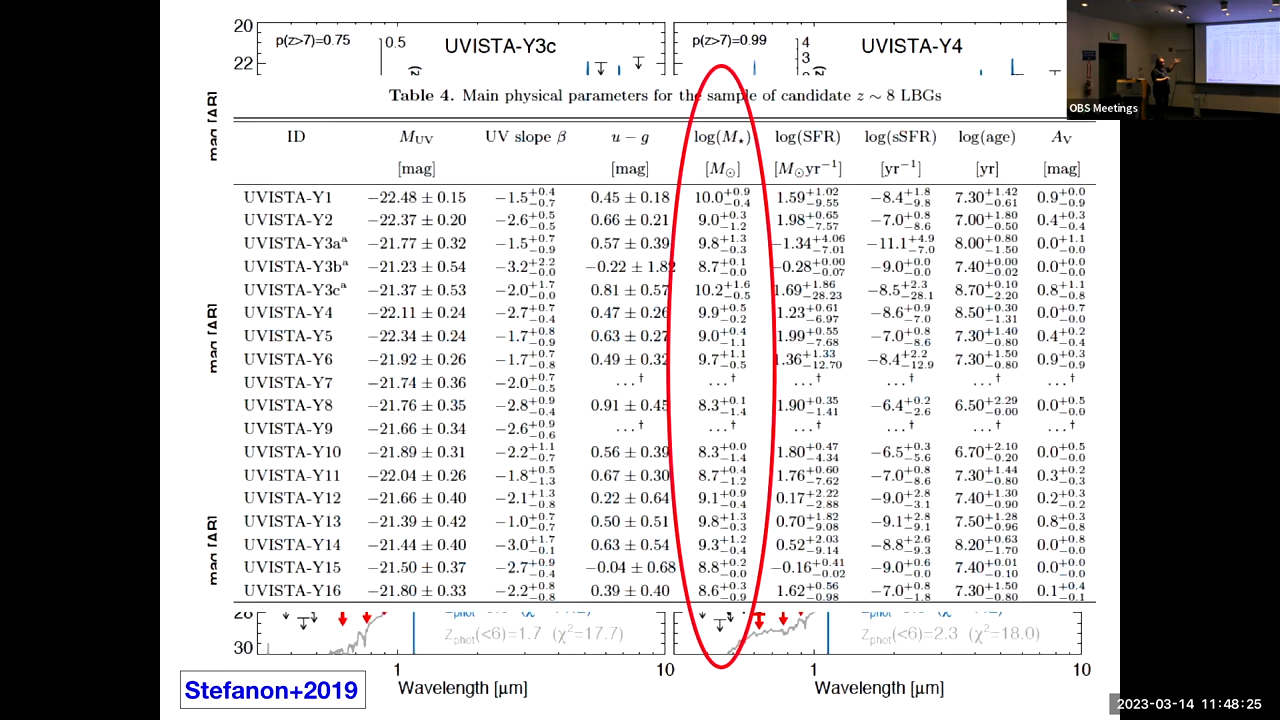 20
p(z>7)=0.75
0.5
UVISTA-Y3c
p(z>7)=0.99
4
UVISTA-Y4
22
3
OBS Meetings
Table 4. Main physical parameters for the sample of candidate z ∼ 8 LBGs
ID M_UV UV slope β u − g log(M⋆) log(SFR) log(sSFR) log(age) A_V
[mag] [mag] [M⊙] [M⊙yr⁻¹] [yr⁻¹] [yr] [mag]
UVISTA-Y1 −22.48 ± 0.15 −1.5^{+0.4}_{−0.7} 0.45 ± 0.18 10.0^{+0.9}_{−0.4} 1.59^{+1.02}_{−9.55} −8.4^{+1.8}_{−9.8} 7.30^{+1.42}_{−0.61} 0.9^{+0.0}_{−0.9}
UVISTA-Y2 −22.37 ± 0.20 −2.6^{+0.5}_{−0.5} 0.66 ± 0.21 9.0^{+0.3}_{−1.2} 1.98^{+0.65}_{−7.57} −7.0^{+0.8}_{−8.6} 7.00^{+1.80}_{−0.50} 0.4^{+0.3}_{−0.4}
UVISTA-Y3a^a −21.77 ± 0.32 −1.5^{+0.7}_{−0.9} 0.57 ± 0.39 9.8^{+1.3}_{−0.3} −1.34^{+4.06}_{−7.01} −11.1^{+4.9}_{−7.0} 8.00^{+0.80}_{−1.50} 0.0^{+1.1}_{−0.0}
UVISTA-Y3b^a −21.23 ± 0.54 −3.2^{+2.2}_{−0.0} −0.22 ± 1.82 8.7^{+0.1}_{−0.0} −0.28^{+0.00}_{−0.07} −9.0^{+0.0}_{−0.0} 7.40^{+0.00}_{−0.02} 0.0^{+0.0}_{−0.0}
UVISTA-Y3c^a −21.37 ± 0.53 −2.0^{+1.7}_{−0.0} 0.81 ± 0.57 10.2^{+1.6}_{−0.5} 1.69^{+1.86}_{−28.23} −8.5^{+2.3}_{−28.1} 8.70^{+0.10}_{−2.20} 0.8^{+1.1}_{−0.8}
UVISTA-Y4 −22.11 ± 0.24 −2.7^{+0.7}_{−0.4} 0.47 ± 0.26 9.9^{+0.5}_{−0.2} 1.23^{+0.61}_{−6.97} −8.6^{+0.9}_{−7.0} 8.50^{+0.30}_{−1.31} 0.0^{+0.7}_{−0.0}
UVISTA-Y5 −22.34 ± 0.24 −1.7^{+0.8}_{−0.9} 0.63 ± 0.27 9.0^{+0.4}_{−1.1} 1.99^{+0.55}_{−7.68} −7.0^{+0.8}_{−8.6} 7.30^{+1.40}_{−0.80} 0.4^{+0.2}_{−0.4}
UVISTA-Y6 −21.92 ± 0.26 −1.7^{+0.7}_{−0.8} 0.49 ± 0.32 9.7^{+1.1}_{−0.5} 1.36^{+1.33}_{−12.70} −8.4^{+2.2}_{−12.9} 7.30^{+1.50}_{−0.80} 0.9^{+0.3}_{−0.9}
UVISTA-Y7 −21.74 ± 0.36 −2.0^{+0.7}_{−0.5} ...† ...† ...† ...† ...† ...†
UVISTA-Y8 −21.76 ± 0.35 −2.8^{+0.9}_{−0.4} 0.91 ± 0.45 8.3^{+0.1}_{−1.4} 1.90^{+0.35}_{−1.41} −6.4^{+0.2}_{−2.6} 6.50^{+2.29}_{−0.00} 0.0^{+0.5}_{−0.0}
UVISTA-Y9 −21.66 ± 0.34 −2.6^{+0.9}_{−0.6} ...† ...† ...† ...† ...† ...†
UVISTA-Y10 −21.89 ± 0.31 −2.2^{+1.1}_{−0.7} 0.56 ± 0.39 8.3^{+0.0}_{−1.4} 1.80^{+0.47}_{−4.34} −6.5^{+0.3}_{−5.6} 6.70^{+2.10}_{−0.20} 0.0^{+0.5}_{−0.0}
UVISTA-Y11 −22.04 ± 0.26 −1.8^{+0.5}_{−1.3} 0.67 ± 0.30 8.7^{+0.4}_{−1.2} 1.76^{+0.60}_{−7.62} −7.0^{+0.8}_{−8.6} 7.30^{+1.44}_{−0.80} 0.3^{+0.2}_{−0.3}
UVISTA-Y12 −21.66 ± 0.40 −2.1^{+1.3}_{−0.8} 0.22 ± 0.64 9.1^{+0.9}_{−0.4} 0.17^{+2.22}_{−2.88} −9.0^{+2.8}_{−3.1} 7.40^{+1.30}_{−0.90} 0.2^{+0.3}_{−0.2}
UVISTA-Y13 −21.39 ± 0.42 −1.0^{+0.7}_{−0.7} 0.50 ± 0.51 9.8^{+1.3}_{−0.3} 0.70^{+1.82}_{−9.08} −9.1^{+2.8}_{−9.1} 7.50^{+1.28}_{−0.96} 0.8^{+0.3}_{−0.8}
UVISTA-Y14 −21.44 ± 0.40 −3.0^{+1.7}_{−0.1} 0.63 ± 0.54 9.3^{+1.2}_{−0.4} 0.52^{+2.03}_{−9.14} −8.8^{+2.6}_{−9.3} 8.20^{+0.63}_{−1.70} 0.0^{+0.8}_{−0.0}
UVISTA-Y15 −21.50 ± 0.37 −2.7^{+0.9}_{−0.4} −0.04 ± 0.68 8.8^{+0.2}_{−0.0} −0.16^{+0.41}_{−0.02} −9.0^{+0.6}_{−0.0} 7.40^{+0.01}_{−0.10} 0.0^{+0.0}_{−0.0}
UVISTA-Y16 −21.80 ± 0.33 −2.2^{+0.8}_{−0.8} 0.39 ± 0.40 8.6^{+0.3}_{−0.9} 1.62^{+0.56}_{−0.98} −7.0^{+0.8}_{−1.8} 7.30^{+1.50}_{−0.80} 0.1^{+0.4}_{−0.1}
z_phot(<6)=1.7 (χ²=17.7)
z_phot(<6)=2.3 (χ²=18.0)
30
1 10 1 10
Wavelength [μm] Wavelength [μm]
Stefanon+2019
2023-03-14 11:48:25